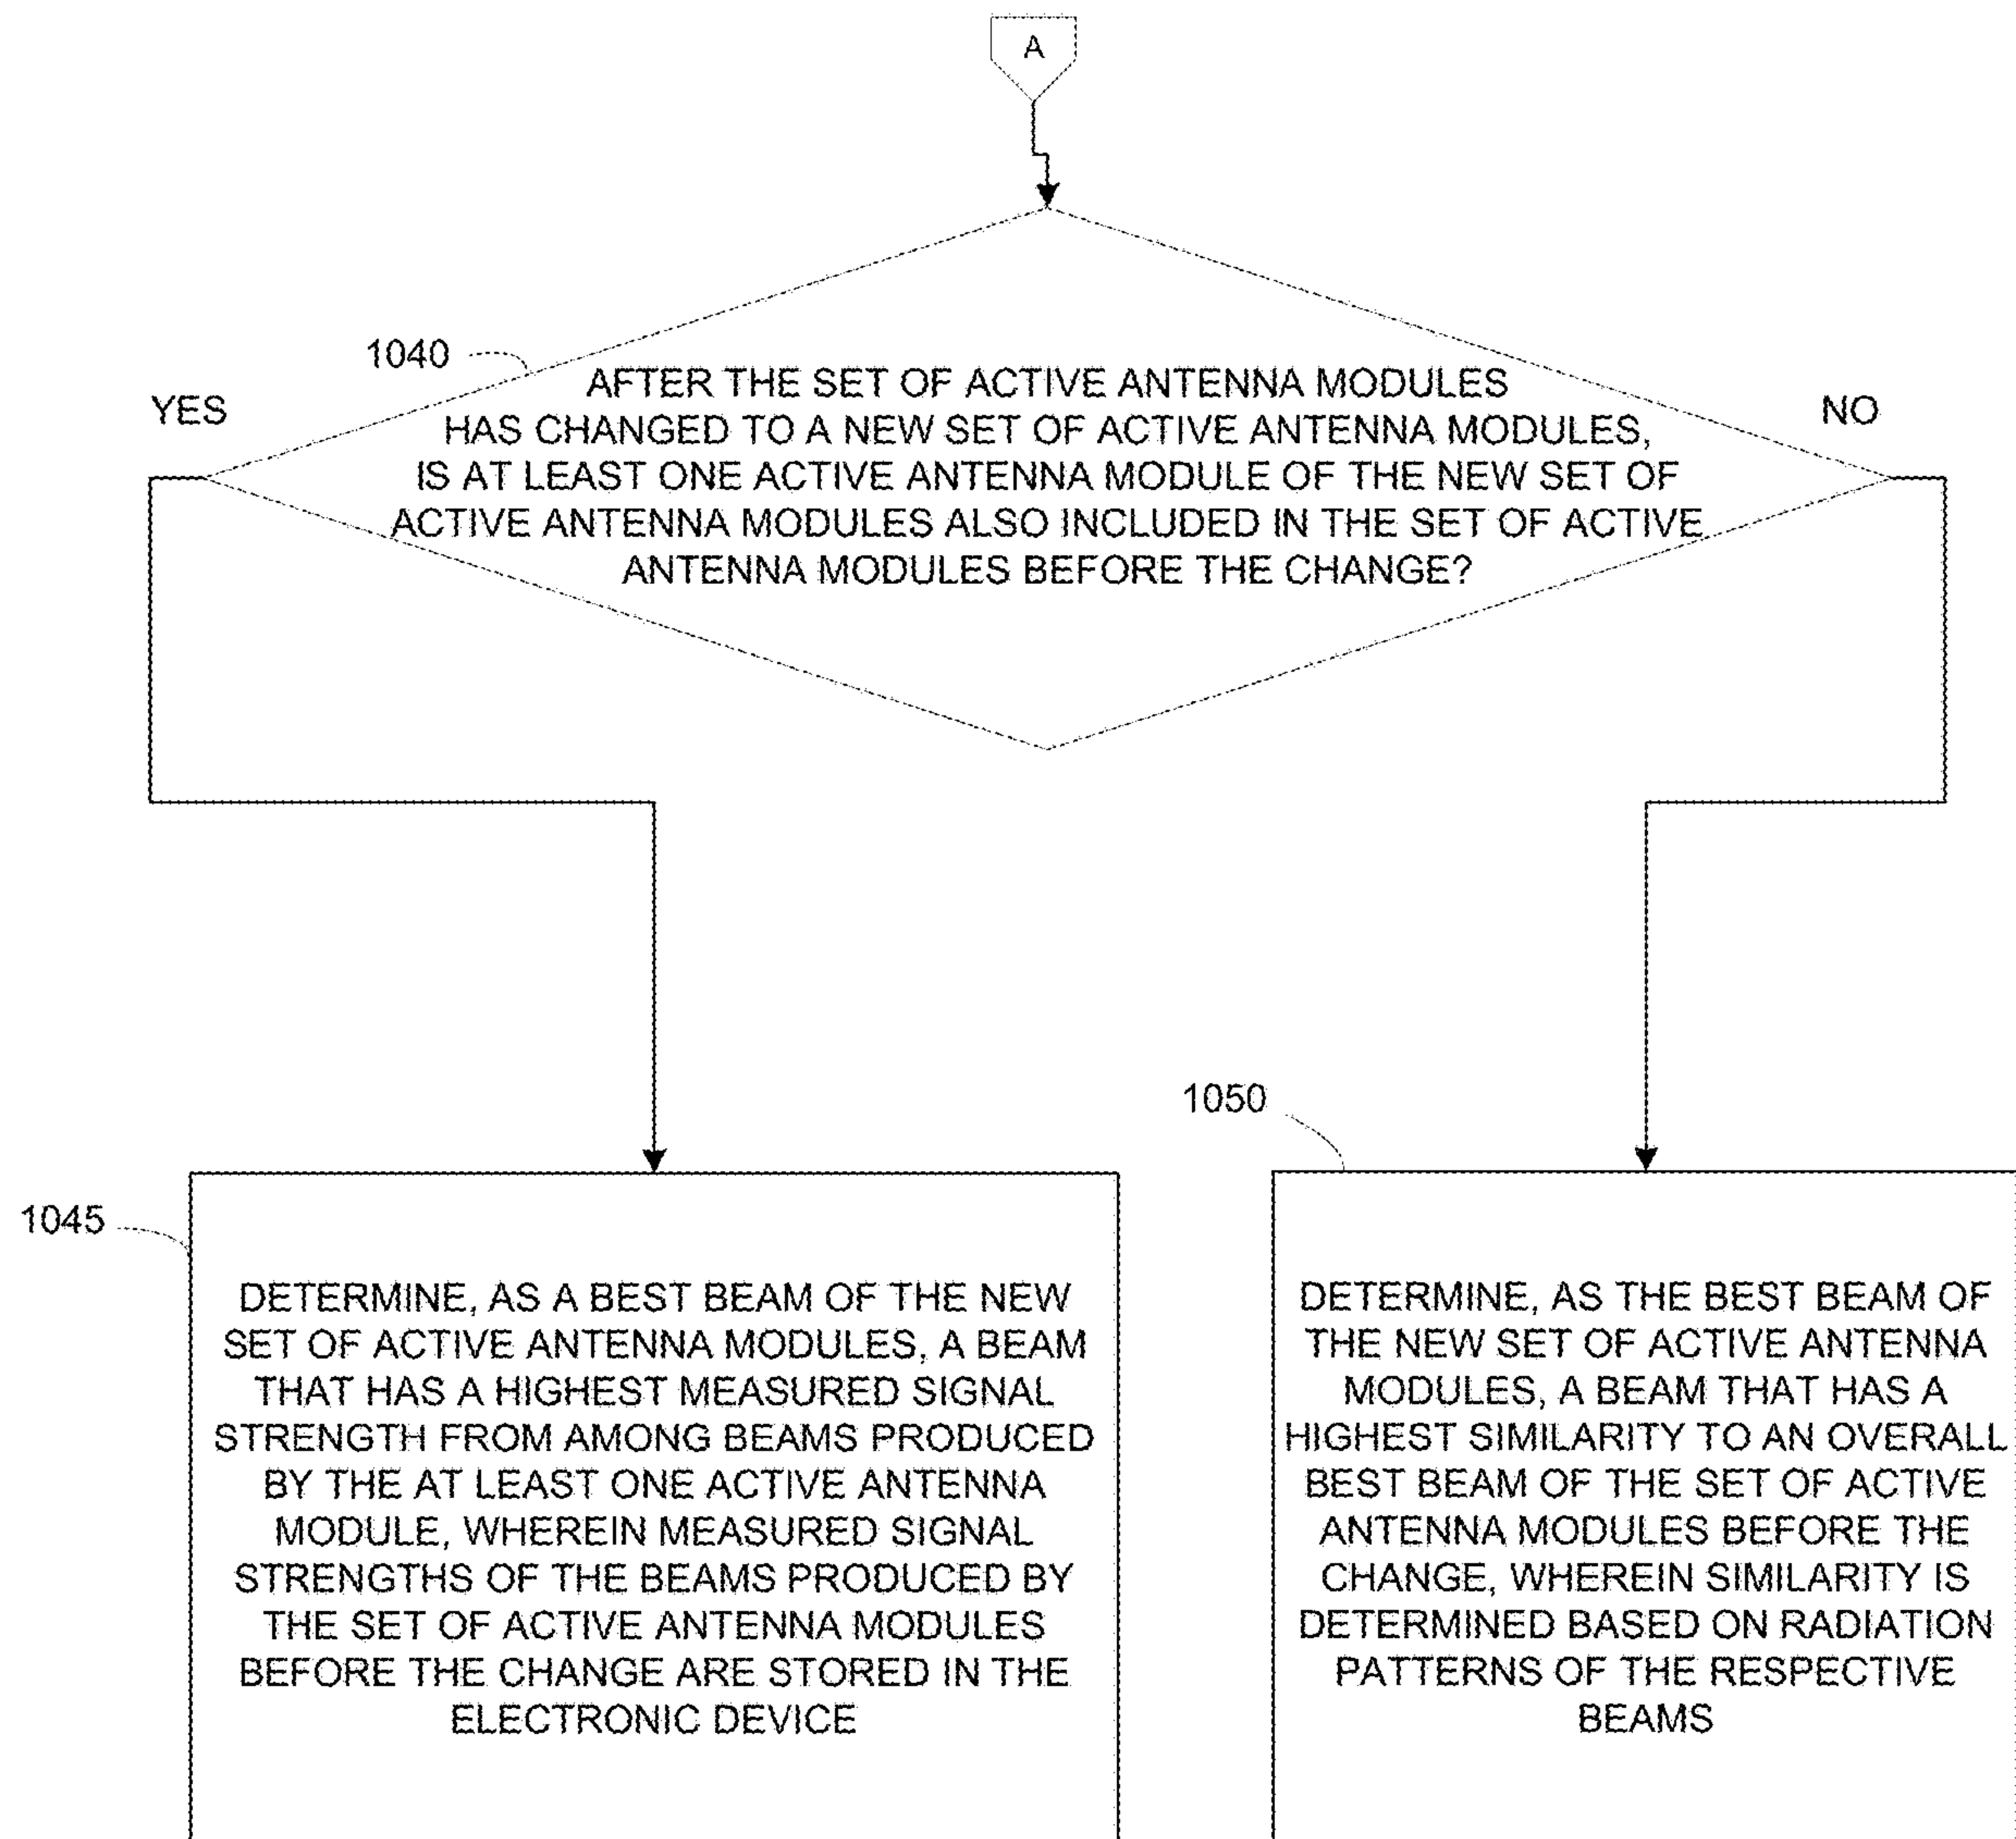 A
1040
YES
NO
AFTER THE SET OF ACTIVE ANTENNA MODULES
HAS CHANGED TO A NEW SET OF ACTIVE ANTENNA MODULES,
IS AT LEAST ONE ACTIVE ANTENNA MODULE OF THE NEW SET OF
ACTIVE ANTENNA MODULES ALSO INCLUDED IN THE SET OF ACTIVE
ANTENNA MODULES BEFORE THE CHANGE?
1045
DETERMINE, AS A BEST BEAM OF THE NEW
SET OF ACTIVE ANTENNA MODULES, A BEAM
THAT HAS A HIGHEST MEASURED SIGNAL
STRENGTH FROM AMONG BEAMS PRODUCED
BY THE AT LEAST ONE ACTIVE ANTENNA
MODULE, WHEREIN MEASURED SIGNAL
STRENGTHS OF THE BEAMS PRODUCED BY
THE SET OF ACTIVE ANTENNA MODULES
BEFORE THE CHANGE ARE STORED IN THE
ELECTRONIC DEVICE
1050
DETERMINE, AS THE BEST BEAM OF
THE NEW SET OF ACTIVE ANTENNA
MODULES, A BEAM THAT HAS A
HIGHEST SIMILARITY TO AN OVERALL
BEST BEAM OF THE SET OF ACTIVE
ANTENNA MODULES BEFORE THE
CHANGE, WHEREIN SIMILARITY IS
DETERMINED BASED ON RADIATION
PATTERNS OF THE RESPECTIVE
BEAMS